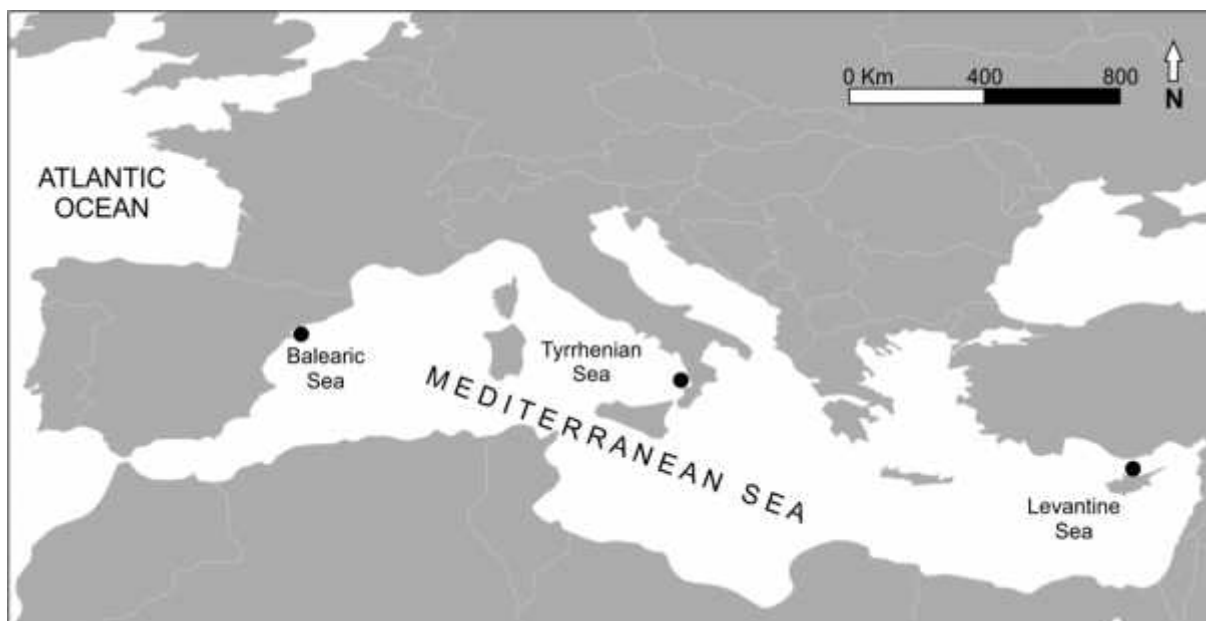 0 Km 400 800
N
ATLANTIC
OCEAN
Balearic
Sea
Tyrrhenian
Sea
MEDITERRANEAN SEA
Levantine
Sea